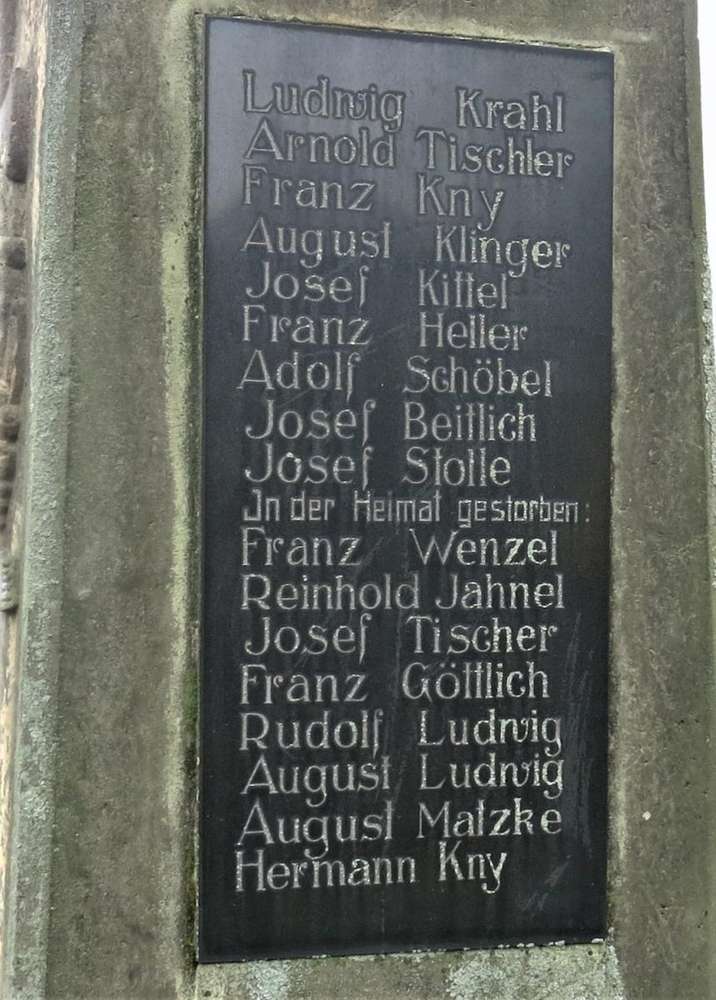 Ludwig Krahl
Arnold Tischler
Franz Kny
August Klinger
Josef Kittel
Franz Heller
Adolf Schöbel
Josef Beitlich
Josef Stolle
In der Heimat gestorben:
Franz Wenzel
Reinhold Jahnel
Josef Tischer
Franz Göttlich
Rudolf Ludwig
August Ludwig
August Matzke
Hermann Kny